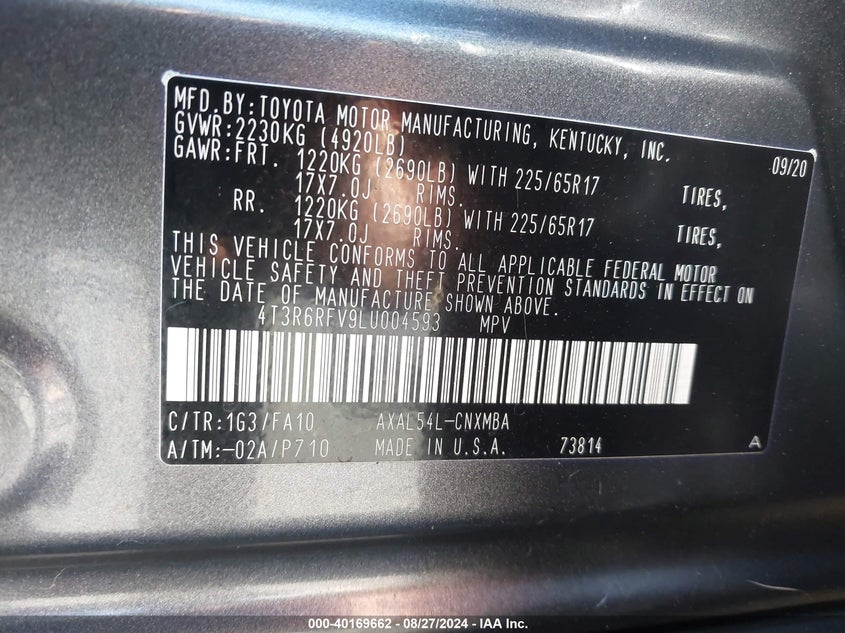 MFD.BY:TOYOTA MOTOR MANUFACTURING, KENTUCKY, INC. 09/20
GVWR:2230KG (4920LB)
GAWR:FRT. 1220KG (2690LB) WITH 225/65R17 TIRES,
17X7.0J RIMS.
RR. 1220KG (2690LB) WITH 225/65R17 TIRES,
17X7.0J RIMS.
THIS VEHICLE CONFORMS TO ALL APPLICABLE FEDERAL MOTOR
VEHICLE SAFETY AND THEFT PREVENTION STANDARDS IN EFFECT ON
THE DATE OF MANUFACTURE SHOWN ABOVE.
4T3R6RFV9LU004593 MPV
C/TR:1G3/FA10 AXAL54L-CNXMBA
A/TM:-02A/P710 MADE IN U.S.A. 73814 A
000-40169662 - 08/27/2024 - IAA Inc.